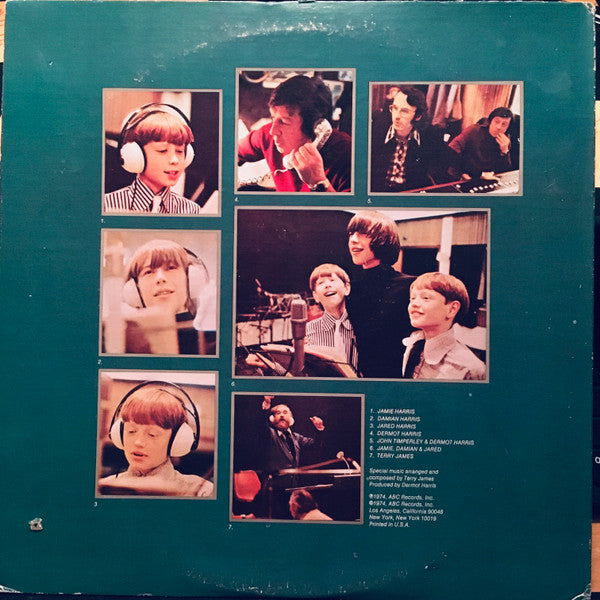 1.
4.
5.
2.
6.
3
7.
1. JAMIE HARRIS
2. DAMIAN HARRIS
3. JARED HARRIS
4. DERMOT HARRIS
5. JOHN TIMPERLEY & DERMOT HARRIS
6. JAMIE, DAMIAN & JARED
7. TERRY JAMES
Special music arranged and
composed by Terry James
Produced by Dermot Harris
℗1974, ABC Records, Inc.
©1974, ABC Records, Inc.
Los Angeles, California 90048
New York, New York 10019
Printed in U.S.A.